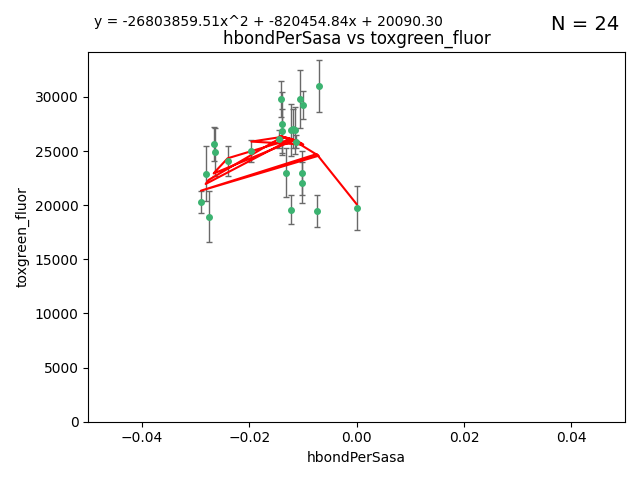 y = -26803859.51x^2 + -820454.84x + 20090.30
N = 24
hbondPerSasa vs toxgreen_fluor
30000
25000
20000
15000
10000
5000
0
toxgreen_fluor
−0.04
−0.02
0.00
0.02
0.04
hbondPerSasa